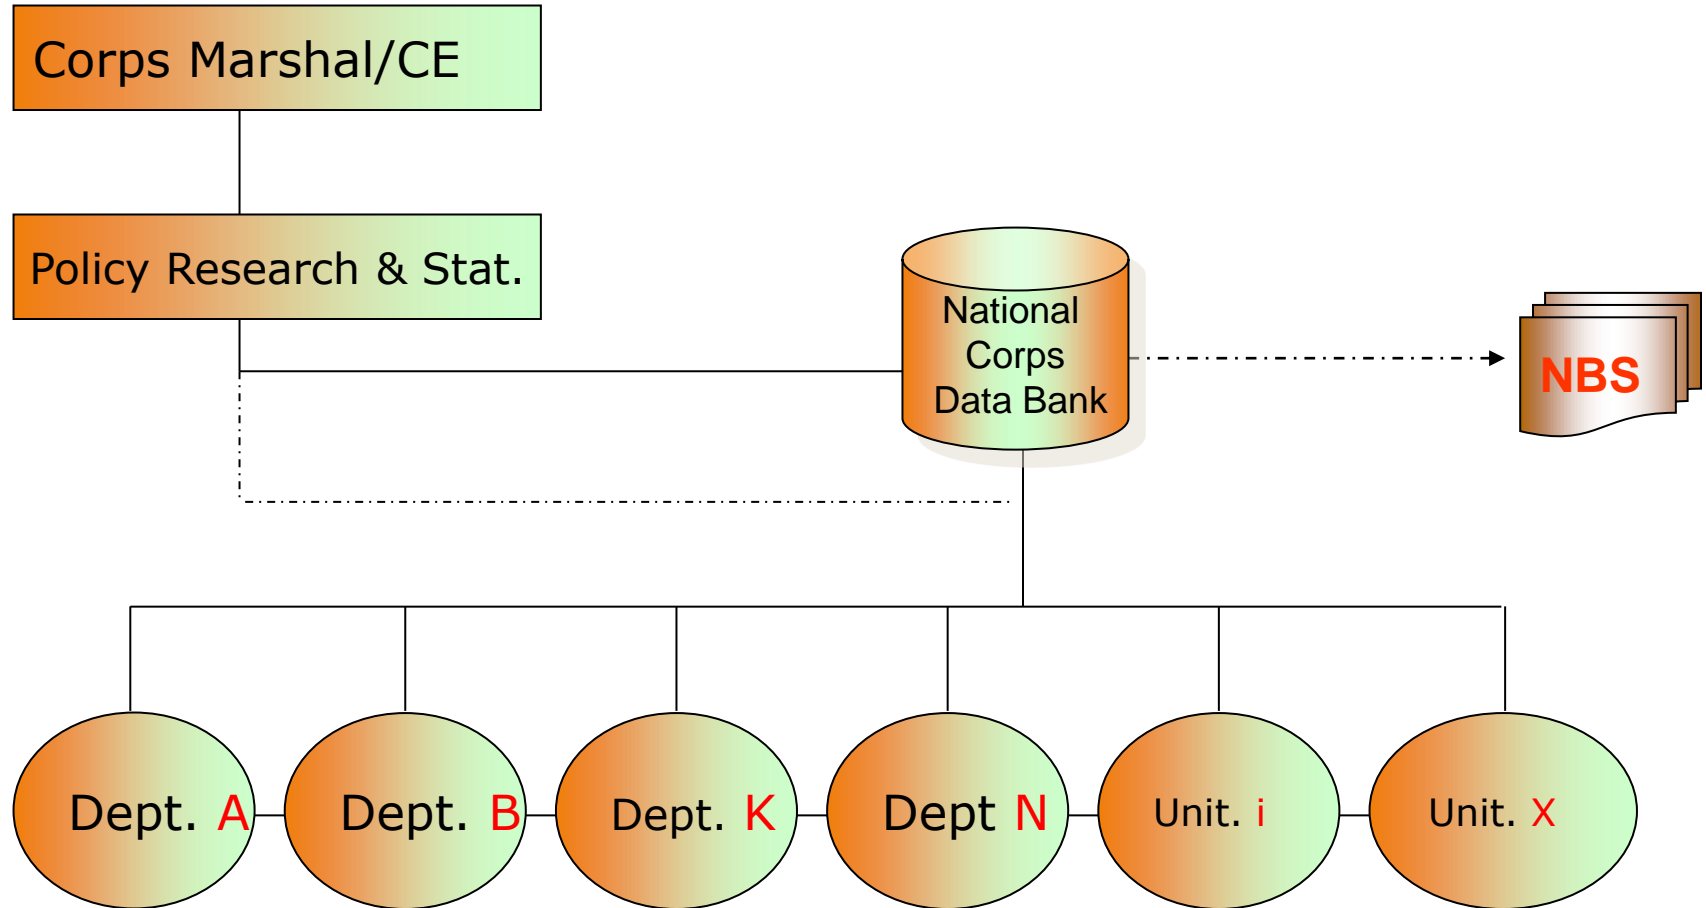 Corps Marshal/CE
Policy Research & Stat.
National
Corps
Data Bank
NBS
Dept. A
Dept. B
Dept. K
Dept N
Unit. i
Unit. X